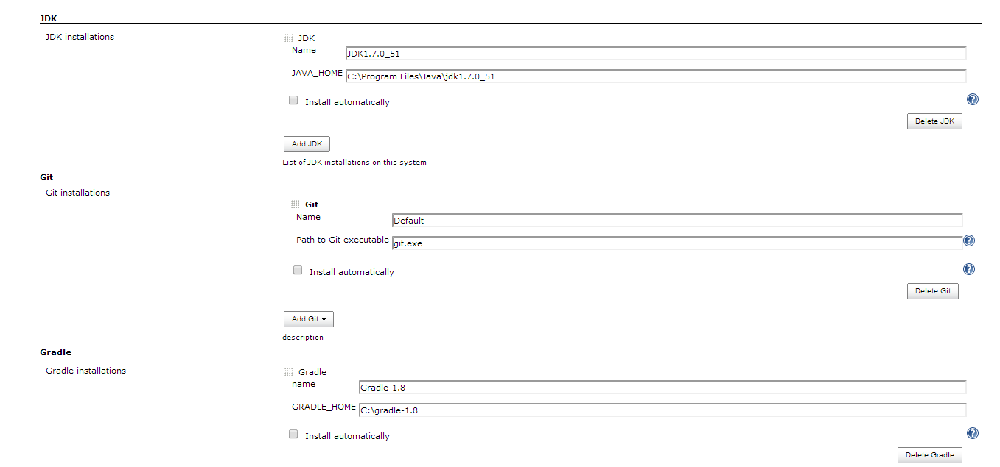 JDK
JDK installations
JDK
Name
JDK1.7.0_51
JAVA_HOME
C:\Program Files\Java\jdk1.7.0_51
Install automatically
?
Delete JDK
Add JDK
List of JDK installations on this system
Git
Git installations
Git
Name
Default
Path to Git executable
git.exe
?
Install automatically
?
Delete Git
Add Git
description
Gradle
Gradle installations
Gradle
name
Gradle-1.8
GRADLE_HOME
C:\gradle-1.8
Install automatically
?
Delete Gradle